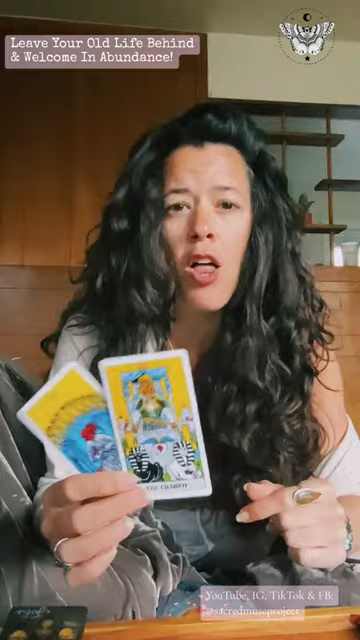 Leave Your Old Life Behind
& Welcome In Abundance!
THE CHARIOT
YouTube, IG, TikTok & FB:
@sacredmuseproject